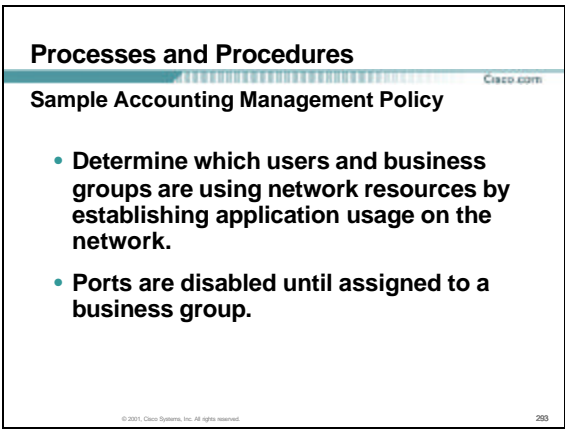 Processes and Procedures
Cisco.com
Sample Accounting Management Policy
• Determine which users and business
groups are using network resources by
establishing application usage on the
network.
• Ports are disabled until assigned to a
business group.
© 2001, Cisco Systems, Inc. All rights reserved.
293